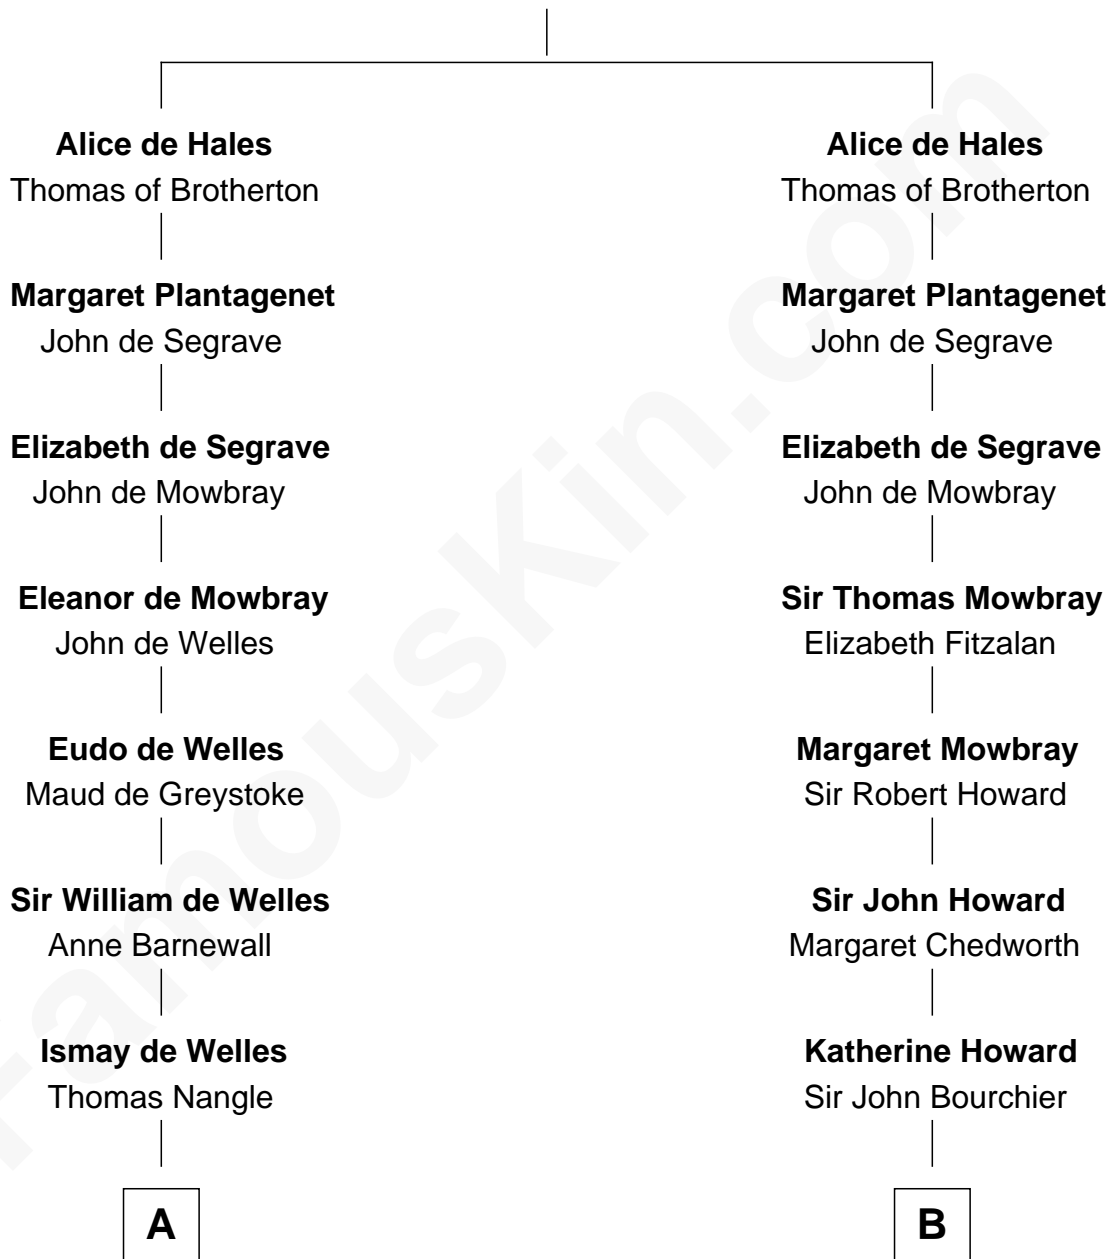 Alice de Hales
Thomas of Brotherton
Margaret Plantagenet
John de Segrave
Elizabeth de Segrave
John de Mowbray
Eleanor de Mowbray
John de Welles
Eudo de Welles
Maud de Greystoke
Sir William de Welles
Anne Barnewall
Ismay de Welles
Thomas Nangle
A
Alice de Hales
Thomas of Brotherton
Margaret Plantagenet
John de Segrave
Elizabeth de Segrave
John de Mowbray
Sir Thomas Mowbray
Elizabeth Fitzalan
Margaret Mowbray
Sir Robert Howard
Sir John Howard
Margaret Chedworth
Katherine Howard
Sir John Bourchier
B
FamousKin.com